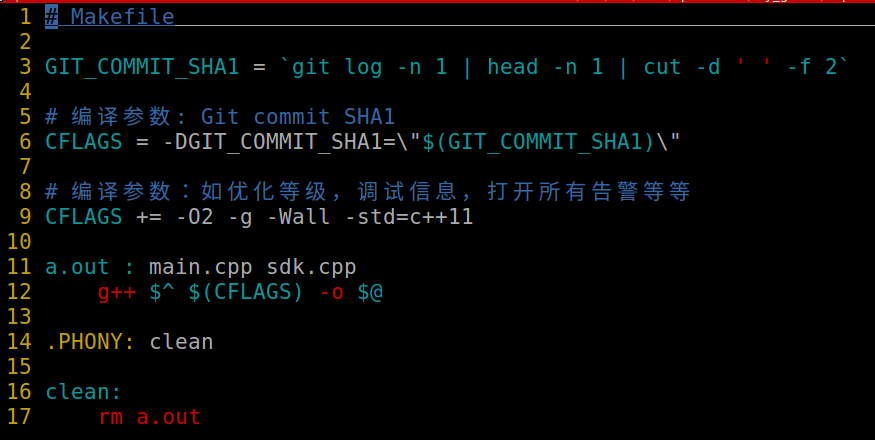 1 # Makefile
2
3 GIT_COMMIT_SHA1 = `git log -n 1 | head -n 1 | cut -d ' ' -f 2`
4
5 # 编译参数: Git commit SHA1
6 CFLAGS = -DGIT_COMMIT_SHA1=\"$(GIT_COMMIT_SHA1)\"
7
8 # 编译参数：如优化等级，调试信息，打开所有告警等等
9 CFLAGS += -O2 -g -Wall -std=c++11
10
11 a.out : main.cpp sdk.cpp
12     g++ $^ $(CFLAGS) -o $@
13
14 .PHONY: clean
15
16 clean:
17     rm a.out